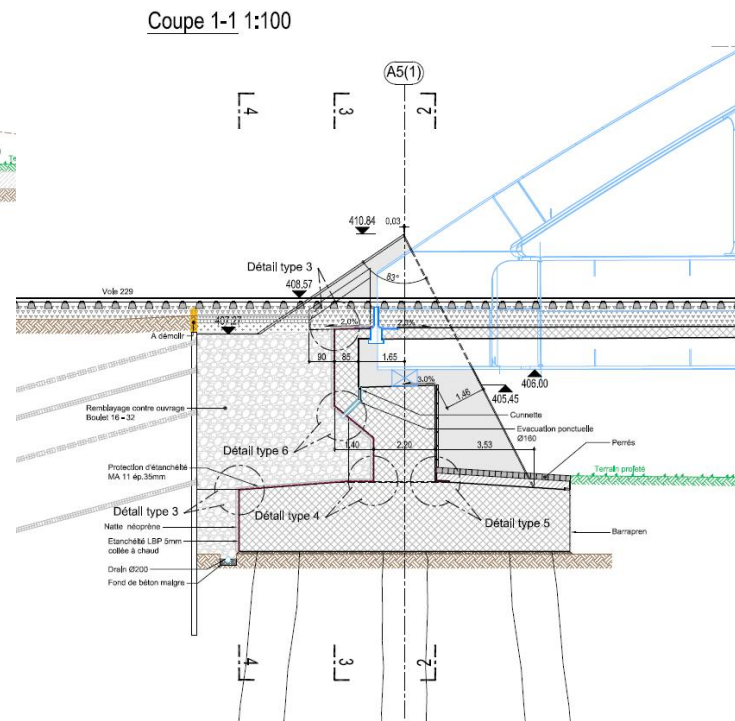 Coupe 1-1 1:100
A5(1)
4
3
2
410.84
0,03
Détail type 3
83°
408.57
Voie 229
407.27
2,0%
A démolir
90
85
1.65
406.00
3.0%
405.45
1.46
Remblayage contre ouvrage
Boulet 16 - 32
Cunnette
Evacuation ponctuelle
Ø160
Détail type 6
1.40
2.20
3,53
Perrés
Terrain projeté
Protection d'étanchéité
MA 11 ép.35mm
Détail type 3
Détail type 4
Détail type 5
Natte néoprène
Barrapren
Etanchéité LBP 5mm
collée à chaud
Drain Ø200
Fond de béton maigre
4
3
2